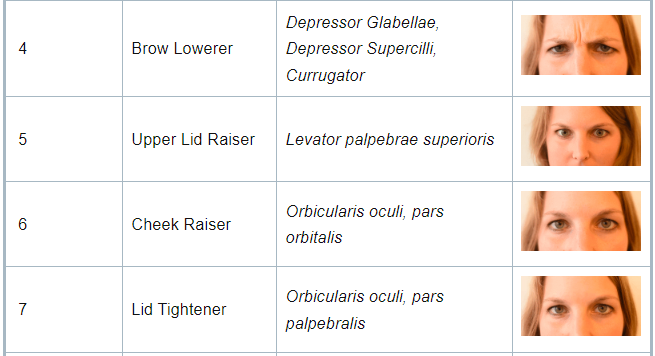 4
Brow Lowerer
Depressor Glabellae,
Depressor Supercilli,
Currugator
5
Upper Lid Raiser
Levator palpebrae superioris
6
Cheek Raiser
Orbicularis oculi, pars
orbitalis
7
Lid Tightener
Orbicularis oculi, pars
palpebralis